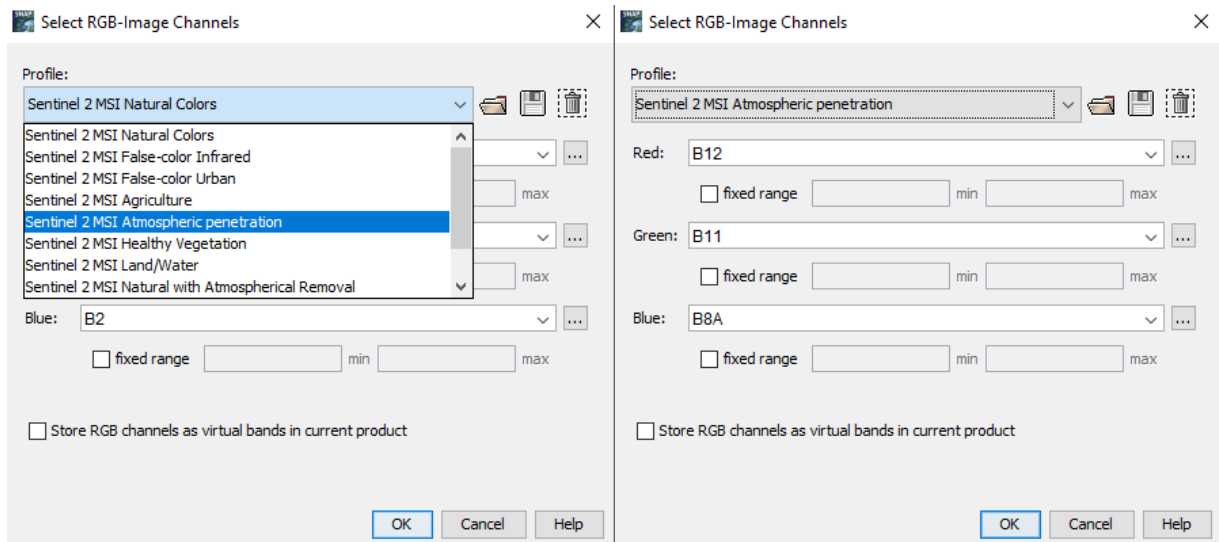 SNAP Select RGB-Image Channels
Profile:
Sentinel 2 MSI Natural Colors
Sentinel 2 MSI Natural Colors
Sentinel 2 MSI False-color Infrared
Sentinel 2 MSI False-color Urban
Sentinel 2 MSI Agriculture
Sentinel 2 MSI Atmospheric penetration
Sentinel 2 MSI Healthy Vegetation
Sentinel 2 MSI Land/Water
Sentinel 2 MSI Natural with Atmospherical Removal
...
max
...
max
Blue: B2 ...
fixed range min max
Store RGB channels as virtual bands in current product
OK Cancel Help
SNAP Select RGB-Image Channels
Profile:
Sentinel 2 MSI Atmospheric penetration
Red: B12 ...
fixed range min max
Green: B11 ...
fixed range min max
Blue: B8A ...
fixed range min max
Store RGB channels as virtual bands in current product
OK Cancel Help